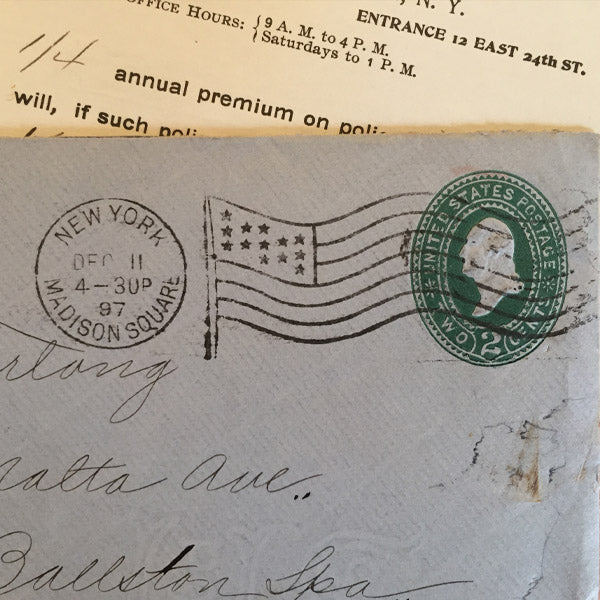 , N. Y.
OFFICE HOURS: { 9 A. M. to 4 P. M.
Saturdays to 1 P. M.
ENTRANCE 12 EAST 24th ST.
1/4 annual premium on
will, if such
NEW YORK
DEC 11
4-30P
97
MADISON SQUARE
UNITED STATES POSTAGE
TWO 2 CENTS
Malta Ave.
Ballston Spa